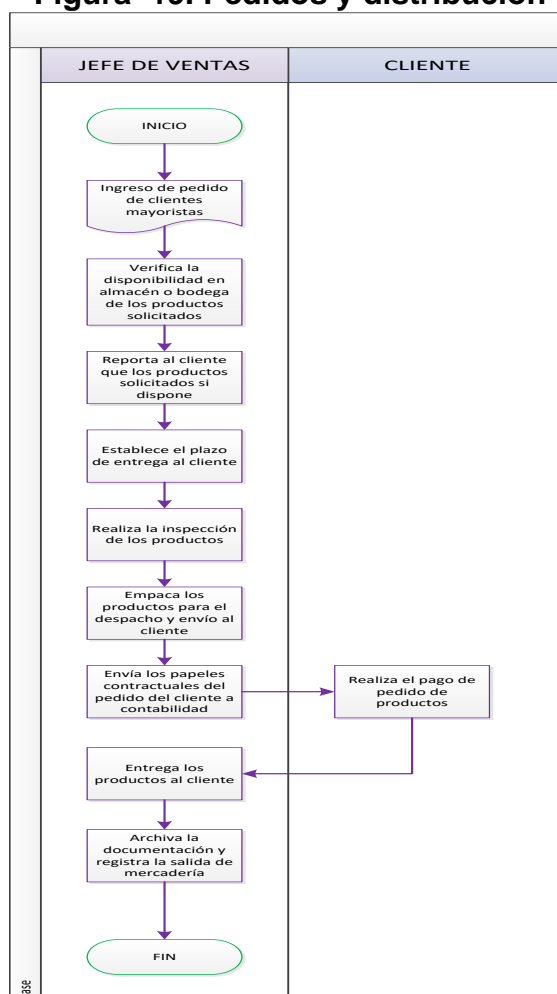 Figura 10. Pedidos y distribución
JEFE DE VENTAS
CLIENTE
INICIO
Ingreso de pedido
de clientes
mayoristas
Verifica la
disponibilidad en
almacén o bodega
de los productos
solicitados
Reporta al cliente
que los productos
solicitados si
dispone
Establece el plazo
de entrega al cliente
Realiza la inspección
de los productos
Empaca los
productos para el
despacho y envío al
cliente
Envía los papeles
contractuales del
pedido del cliente a
contabilidad
Realiza el pago de
pedido de
productos
Entrega los
productos al cliente
Archiva la
documentación y
registra la salida de
mercadería
FIN